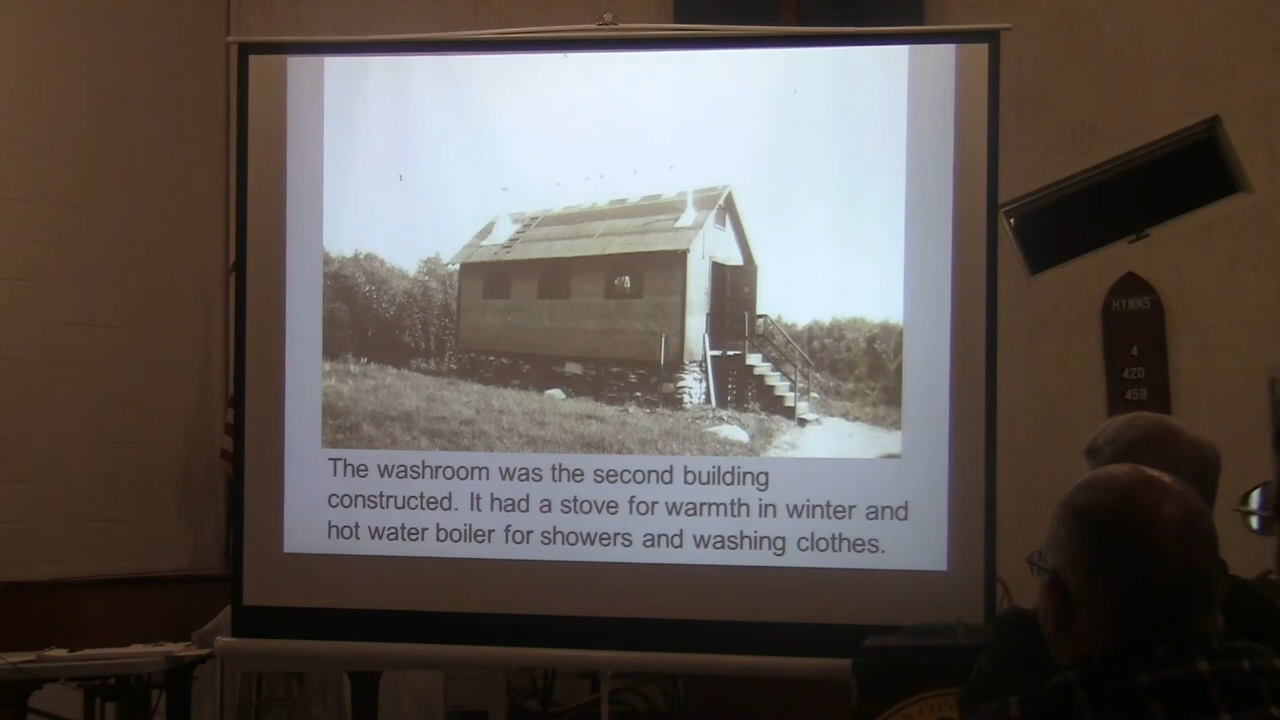 The washroom was the second building
constructed. It had a stove for warmth in winter and
hot water boiler for showers and washing clothes.
HYMNS
4
420
458